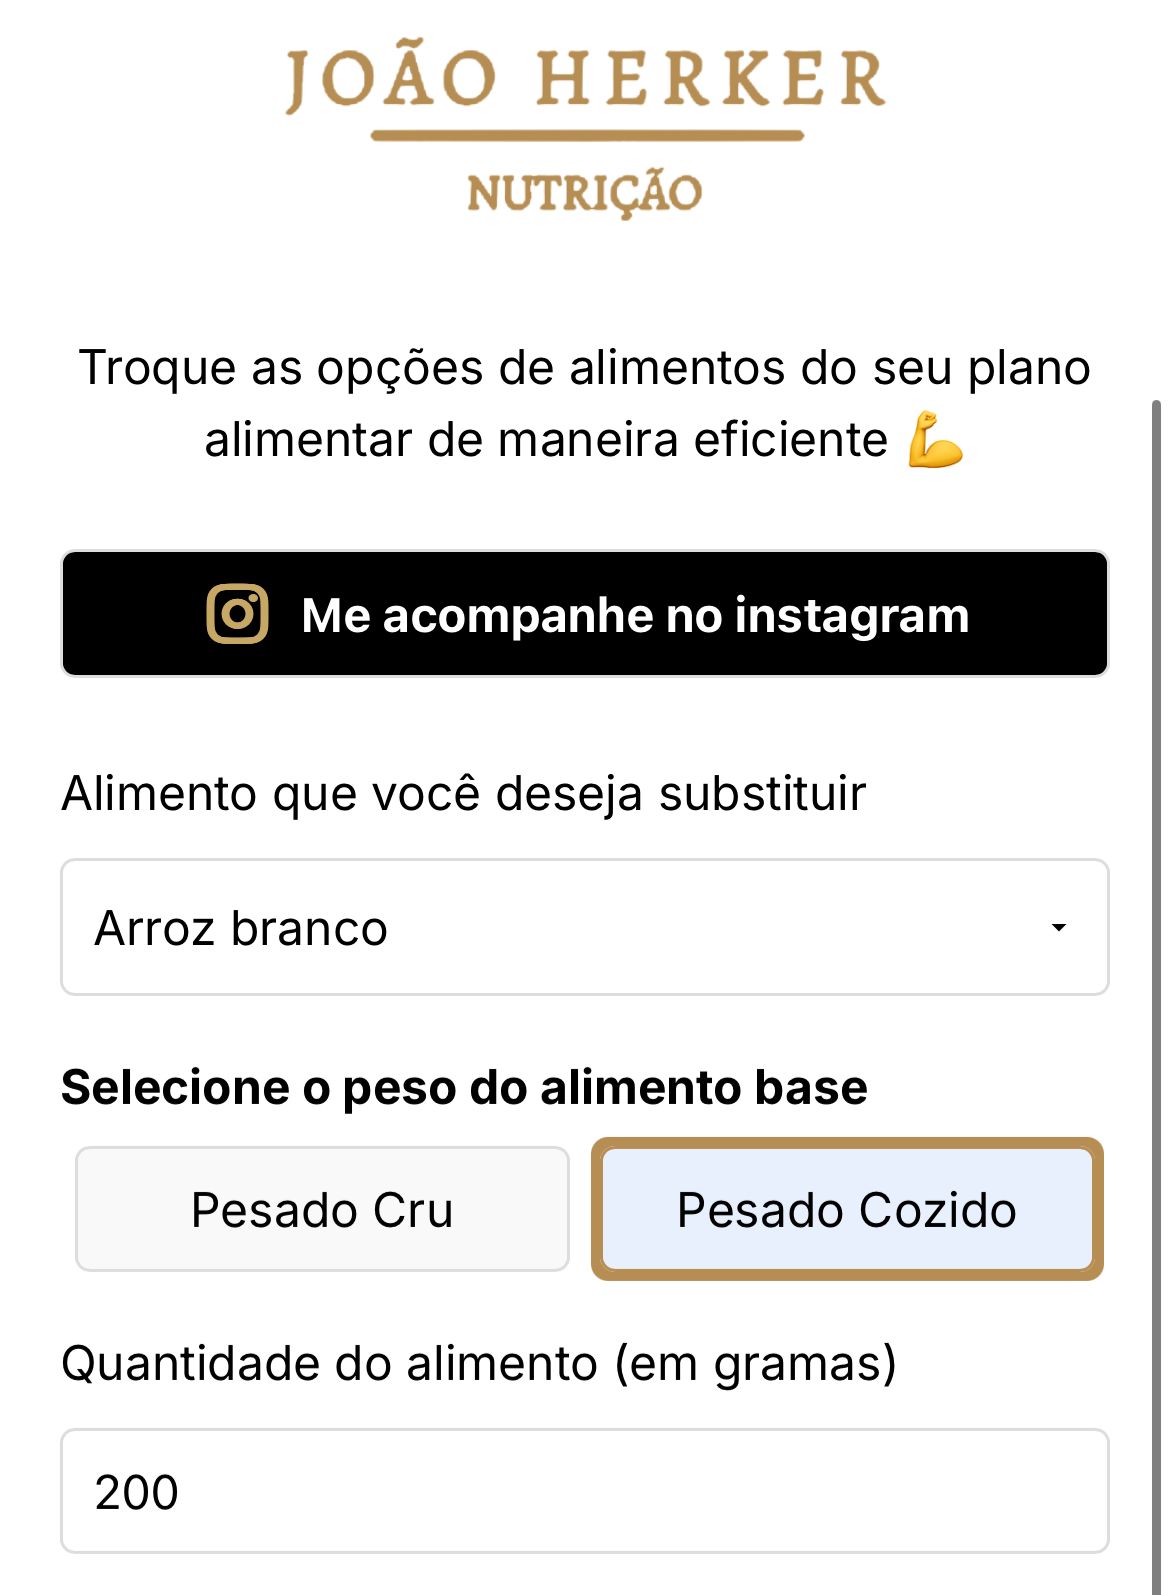 JOÃO HERKER
NUTRIÇÃO
Troque as opções de alimentos do seu plano
alimentar de maneira eficiente 💪
Me acompanhe no instagram
Alimento que você deseja substituir
Arroz branco
Selecione o peso do alimento base
Pesado Cru
Pesado Cozido
Quantidade do alimento (em gramas)
200